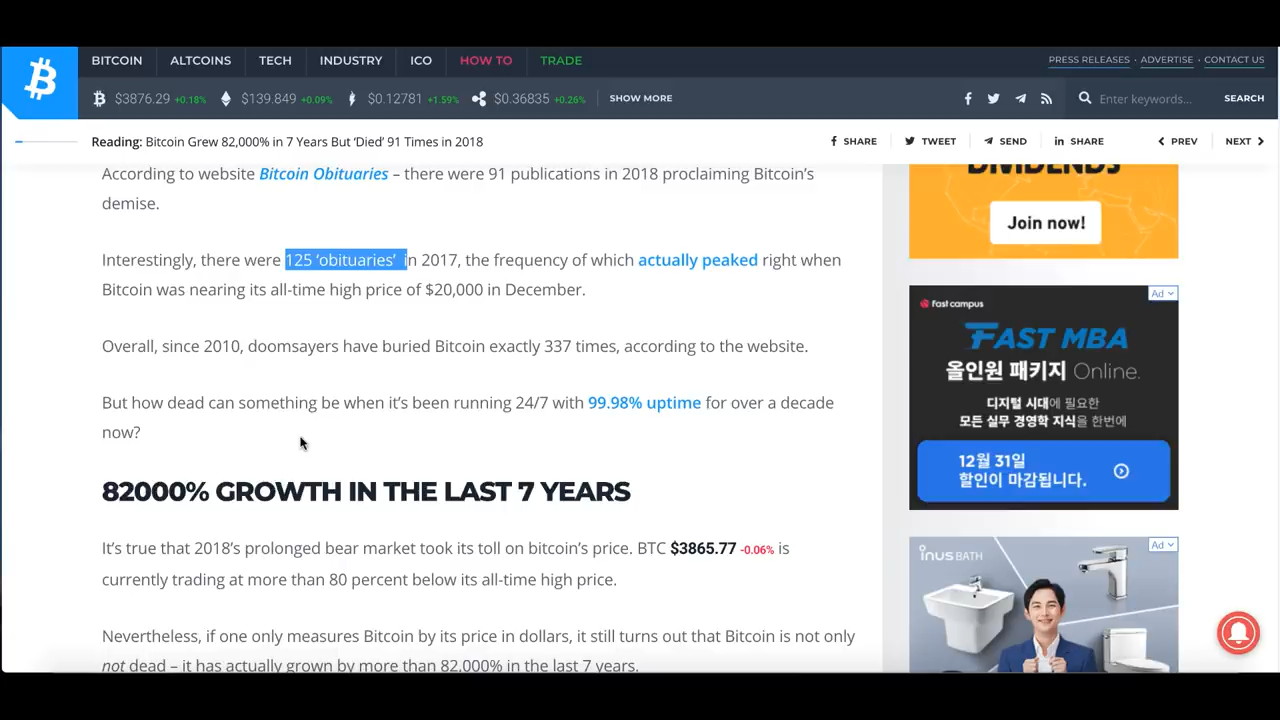 BITCOIN ALTCOINS TECH INDUSTRY ICO HOW TO TRADE
PRESS RELEASES · ADVERTISE · CONTACT US
$3876.29 +0.18% $139.849 +0.09% $0.12781 +1.59% $0.36835 +0.26% SHOW MORE
Enter keywords... SEARCH
Reading: Bitcoin Grew 82,000% in 7 Years But ‘Died’ 91 Times in 2018
SHARE TWEET SEND SHARE PREV NEXT
According to website Bitcoin Obituaries – there were 91 publications in 2018 proclaiming Bitcoin’s
demise.
Interestingly, there were 125 ‘obituaries’ in 2017, the frequency of which actually peaked right when
Bitcoin was nearing its all-time high price of $20,000 in December.
Overall, since 2010, doomsayers have buried Bitcoin exactly 337 times, according to the website.
But how dead can something be when it’s been running 24/7 with 99.98% uptime for over a decade
now?
82000% GROWTH IN THE LAST 7 YEARS
It’s true that 2018’s prolonged bear market took its toll on bitcoin’s price. BTC $3865.77 -0.06% is
currently trading at more than 80 percent below its all-time high price.
Nevertheless, if one only measures Bitcoin by its price in dollars, it still turns out that Bitcoin is not only
not dead – it has actually grown by more than 82,000% in the last 7 years.
DIVIDENDS
Join now!
Ad
fast campus
FAST MBA
올인원 패키지 Online.
디지털 시대에 필요한
모든 실무 경영학 지식을 한번에
12월 31일
할인이 마감됩니다.
Ad
inus BATH